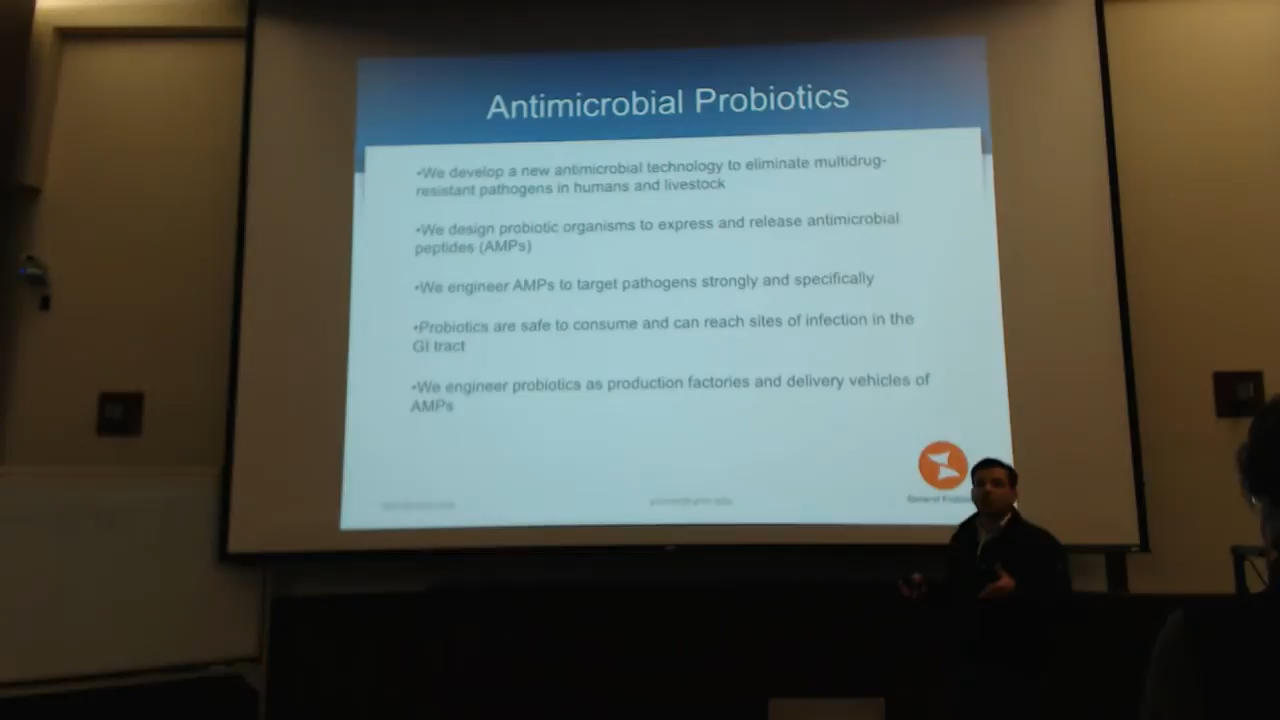 Antimicrobial Probiotics
•We develop a new antimicrobial technology to eliminate multidrug-
resistant pathogens in humans and livestock
•We design probiotic organisms to express and release antimicrobial
peptides (AMPs)
•We engineer AMPs to target pathogens strongly and specifically
•Probiotics are safe to consume and can reach sites of infection in the
GI tract
•We engineer probiotics as production factories and delivery vehicles of
AMPs
General